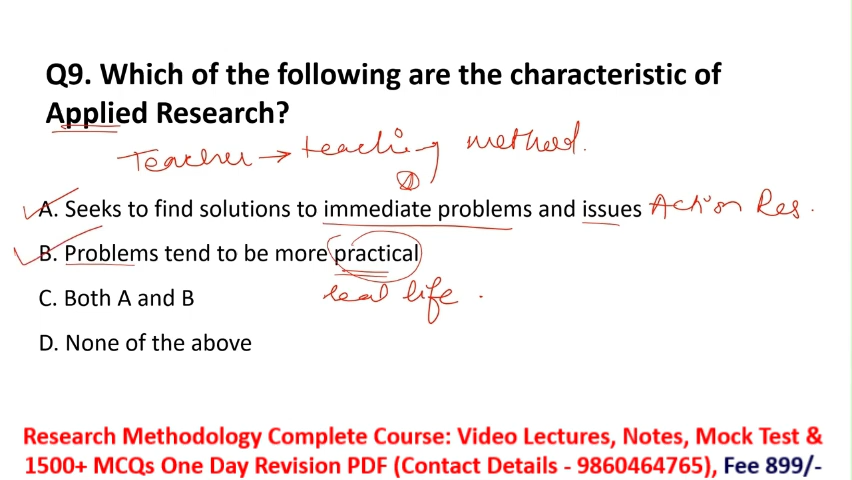 Q9. Which of the following are the characteristic of
Applied Research?
Teacher → teaching method.
A. Seeks to find solutions to immediate problems and issues Action Res.
B. Problems tend to be more practical
C. Both A and B
real life.
D. None of the above
Research Methodology Complete Course: Video Lectures, Notes, Mock Test &
1500+ MCQs One Day Revision PDF (Contact Details - 9860464765), Fee 899/-